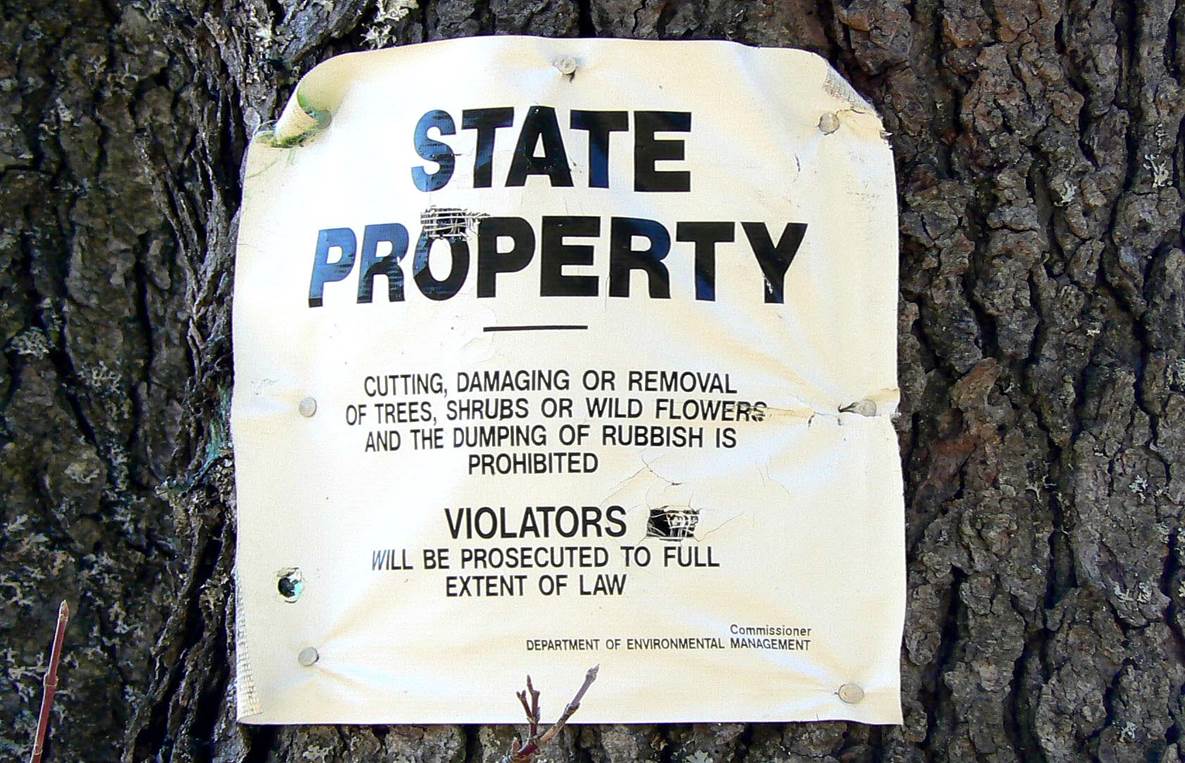 STATE
PROPERTY
CUTTING, DAMAGING OR REMOVAL
OF TREES, SHRUBS OR WILD FLOWERS
AND THE DUMPING OF RUBBISH IS
PROHIBITED
VIOLATORS
WILL BE PROSECUTED TO FULL
EXTENT OF LAW
Commissioner
DEPARTMENT OF ENVIRONMENTAL MANAGEMENT